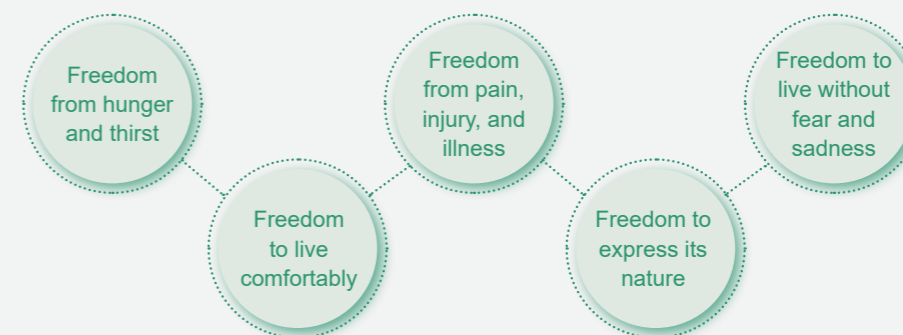 Freedom
from hunger
and thirst
Freedom
to live
comfortably
Freedom
from pain,
injury, and
illness
Freedom to
express its
nature
Freedom to
live without
fear and
sadness